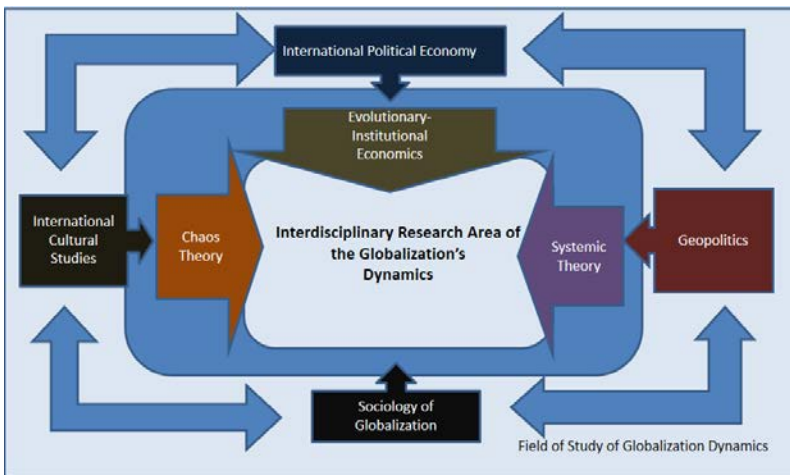 International Political Economy
Evolutionary-
Institutional
Economics
International
Cultural
Studies
Chaos
Theory
Interdisciplinary Research Area of
the Globalization’s
Dynamics
Systemic
Theory
Geopolitics
Sociology of
Globalization
Field of Study of Globalization Dynamics